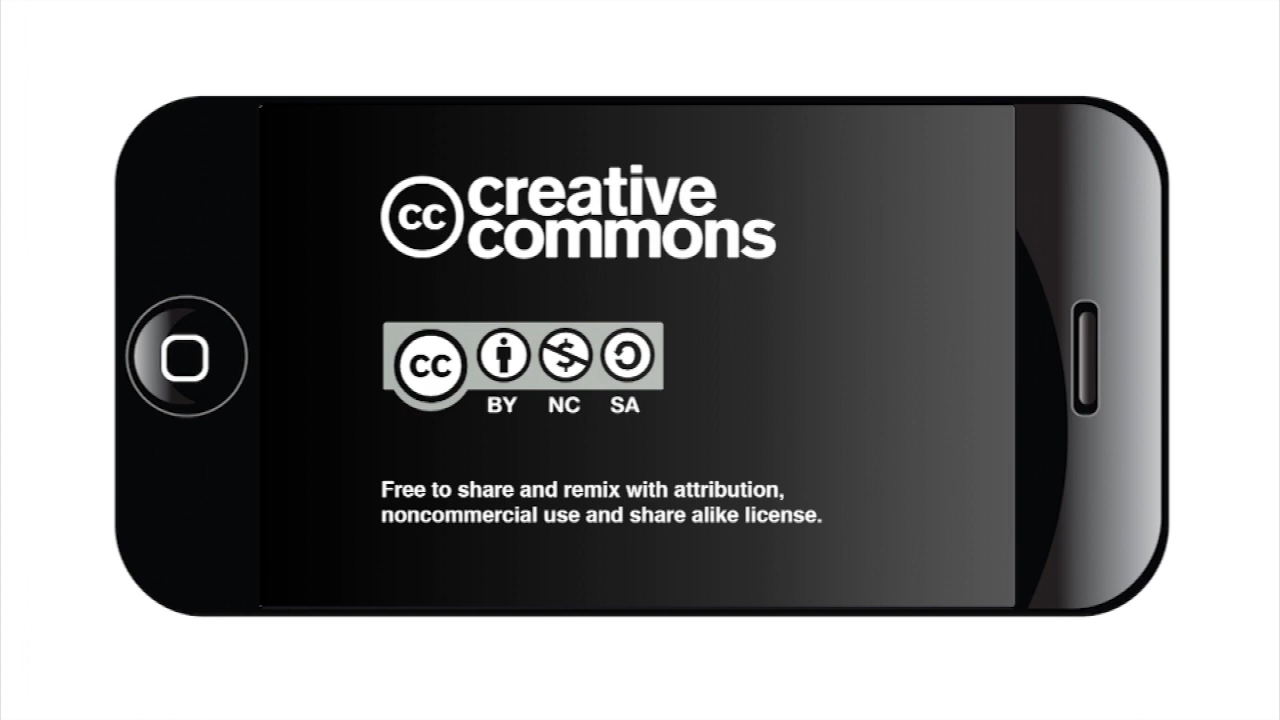 cc creative
commons
cc
BY NC SA
Free to share and remix with attribution,
noncommercial use and share alike license.